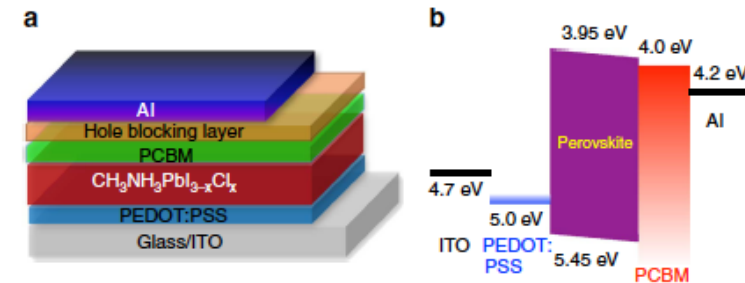 a
Al
Hole blocking layer
PCBM
CH₃NH₃PbI₃₋ₓClₓ
PEDOT:PSS
Glass/ITO
b
3.95 eV
4.0 eV
4.2 eV
Al
Perovskite
4.7 eV
5.0 eV
ITO
PEDOT:
PSS
5.45 eV
PCBM